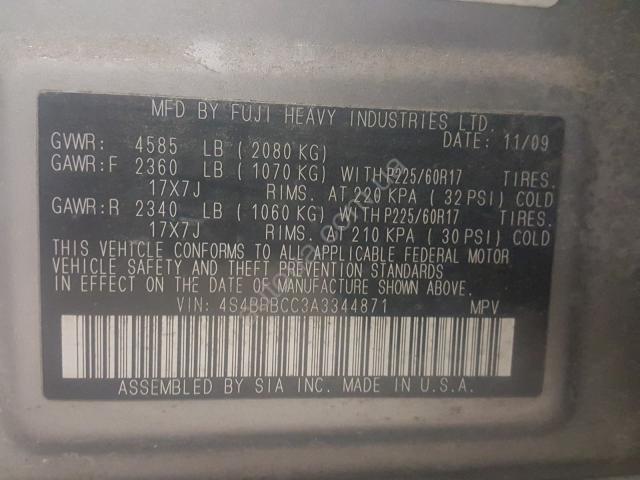 MFD BY FUJI HEAVY INDUSTRIES LTD.
DATE: 11/09
GVWR: 4585 LB ( 2080 KG)
GAWR:F 2360 LB ( 1070 KG) WITH P225/60R17 TIRES.
17X7J RIMS. AT 220 KPA ( 32 PSI) COLD
GAWR:R 2340 LB ( 1060 KG) WITH P225/60R17 TIRES.
17X7J RIMS. AT 210 KPA ( 30 PSI) COLD
THIS VEHICLE CONFORMS TO ALL APPLICABLE FEDERAL MOTOR
VEHICLE SAFETY AND THEFT PREVENTION STANDARDS
IN EFFECT ON THE DATE OF MANUFACTURE SHOWN ABOVE.
VIN: 4S4BRBCC3A3344871 MPV
ASSEMBLED BY SIA INC. MADE IN U.S.A.